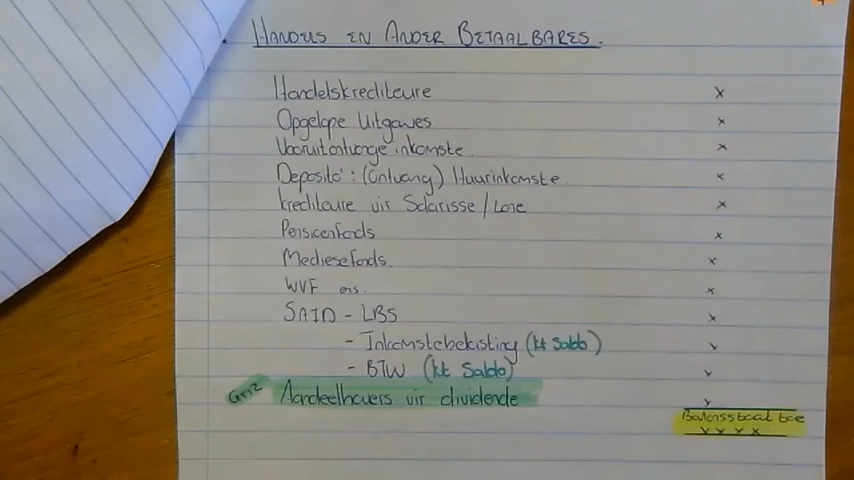 HANDELS EN ANDER BETAALBARES.
Handelskrediteure x
Opgelope Uitgawes x
Vooruitontvange inkomste x
Deposito: (Ontvang) Huurinkomste x
Krediteure vir Salarisse/Lone x
Pensioenfonds x
Mediesefonds x
WVF ens. x
SAID - LBS x
- Inkomstebelasting (kt saldo) x
- BTW (kt saldo) x
Gr12 Aandeelhouers vir dividende x
Balansstaat toe
x x x x